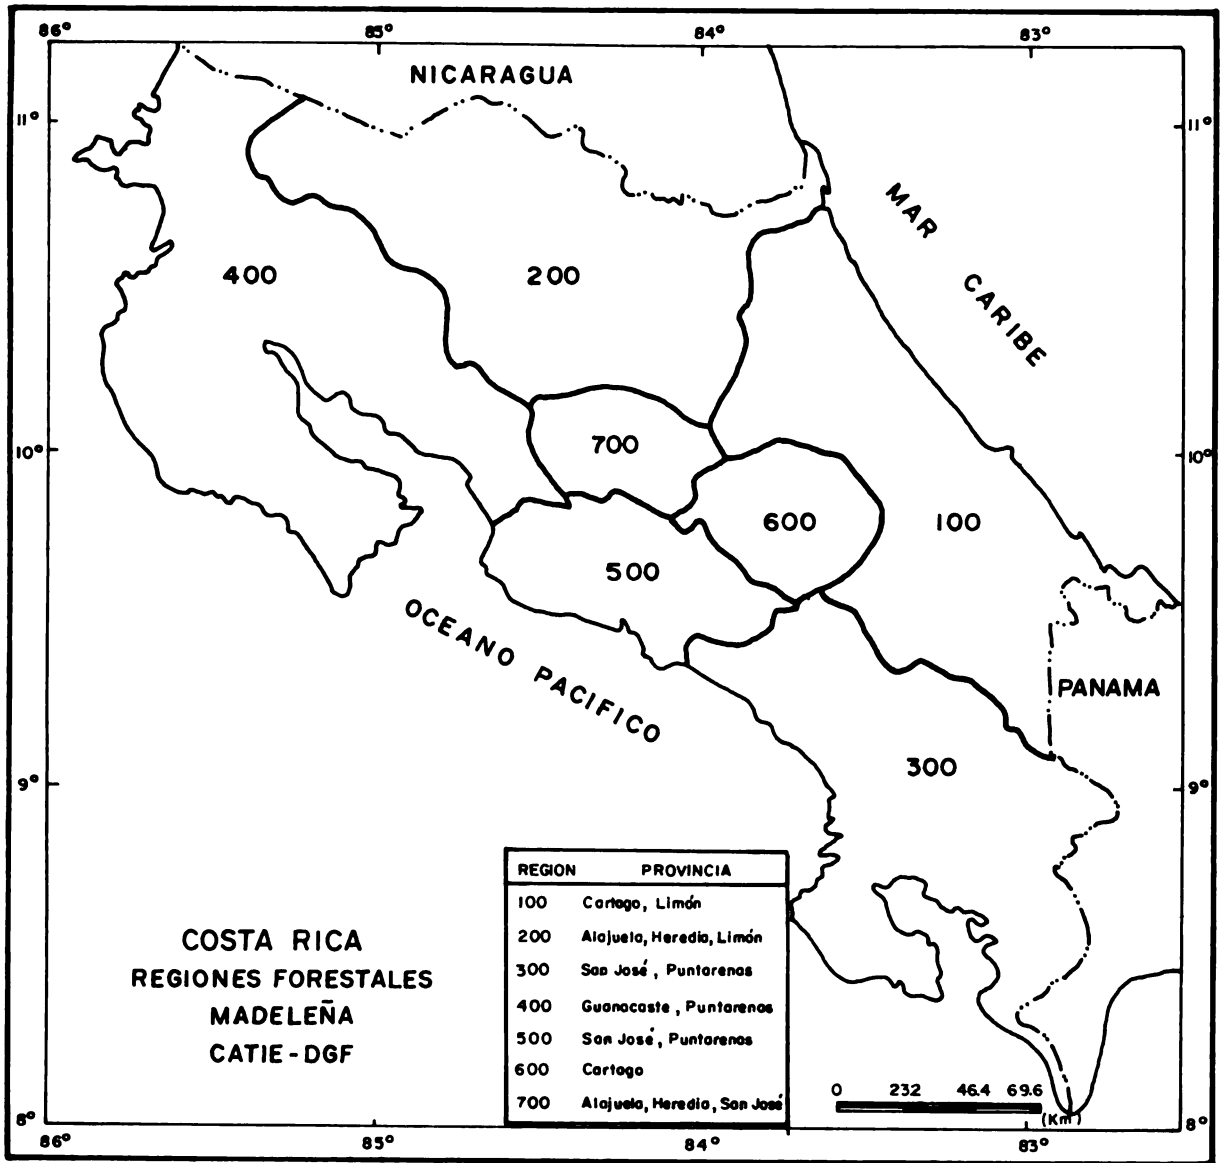 86° 85° 84° 83°
NICARAGUA
11° 11°
MAR CARIBE
400 200
700
10° 10°
600 100
500
OCEANO PACIFICO
PANAMA
300
9° 9°
REGION PROVINCIA
100 Cartago, Limón
200 Alajuela, Heredia, Limón
300 San José, Puntarenas
400 Guanacaste, Puntarenas
500 San José, Puntarenas
600 Cartago
700 Alajuela, Heredia, San José
COSTA RICA
REGIONES FORESTALES
MADELEÑA
CATIE-DGF
0 232 46.4 69.6
(Km)
8° 8°
86° 85° 84° 83°